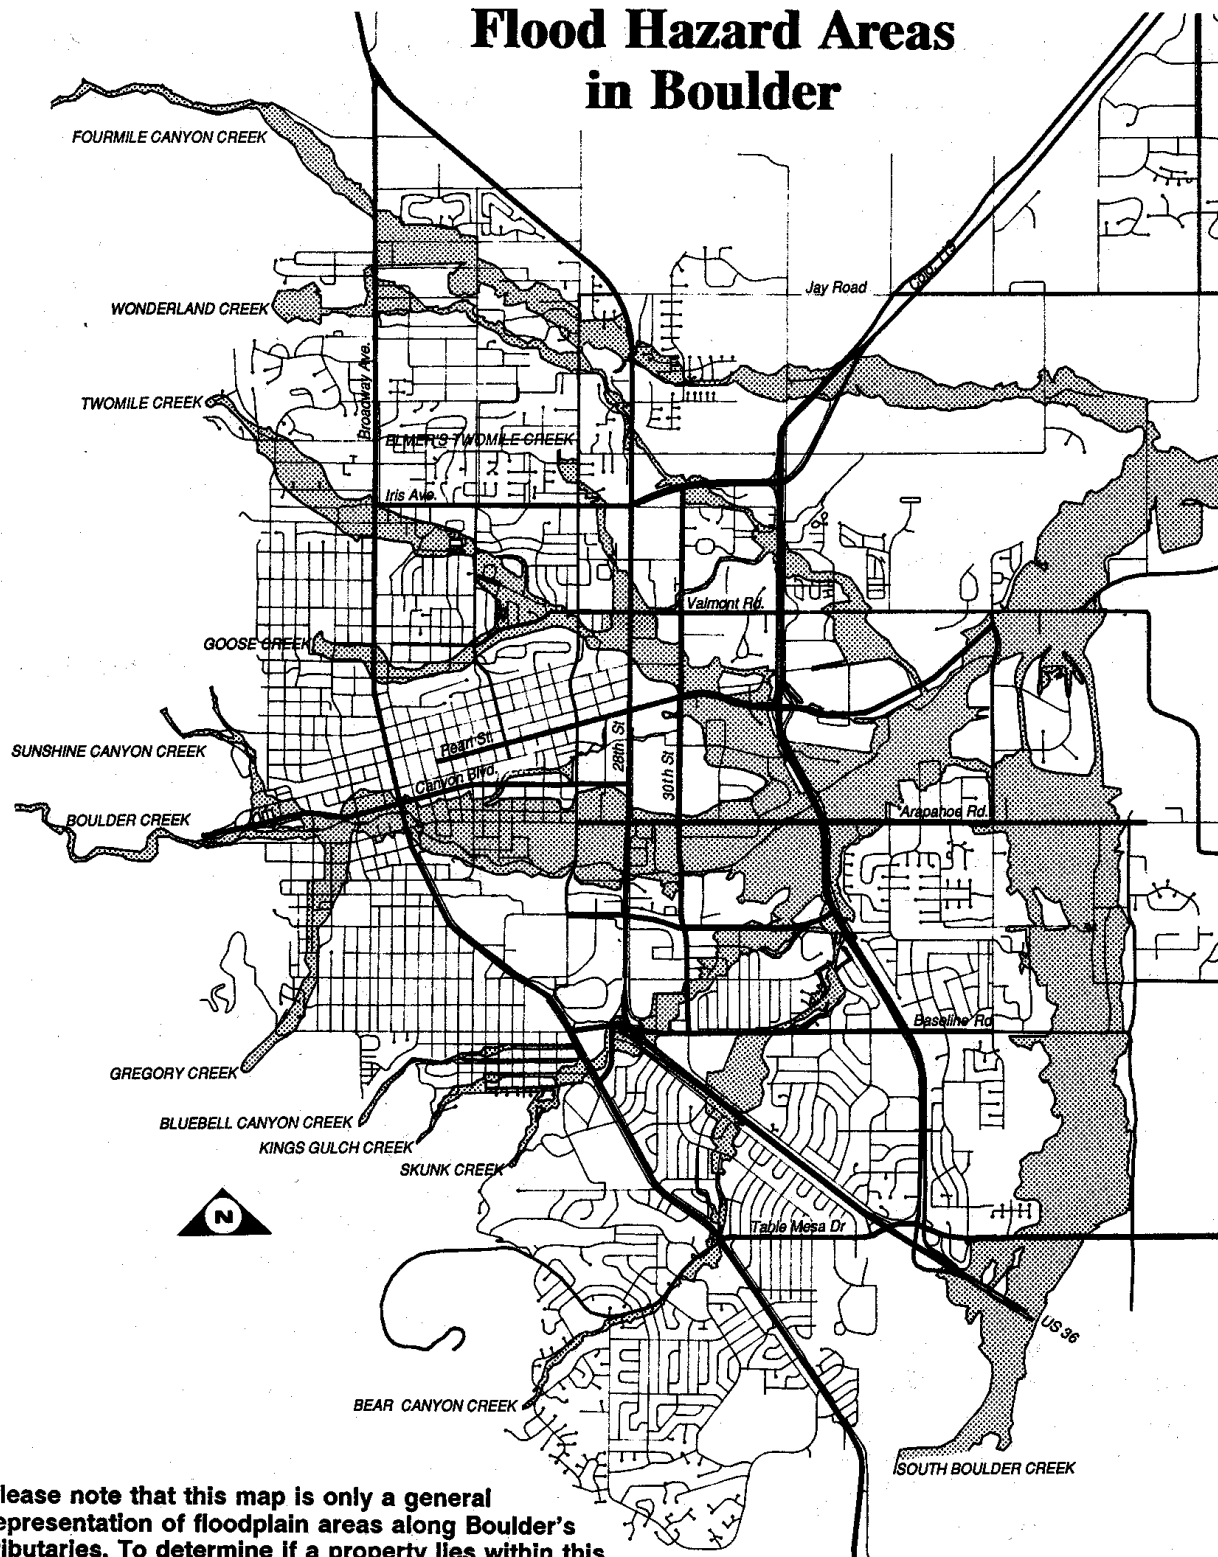 Flood Hazard Areas
in Boulder
FOURMILE CANYON CREEK
Colo. 119
Jay Road
WONDERLAND CREEK
Broadway Ave.
TWOMILE CREEK
ELMER'S TWOMILE CREEK
Iris Ave.
Valmont Rd.
GOOSE CREEK
SUNSHINE CANYON CREEK
Pearl St.
28th St
30th St
Canyon Blvd.
BOULDER CREEK
Arapahoe Rd.
Baseline Rd
GREGORY CREEK
BLUEBELL CANYON CREEK
KINGS GULCH CREEK
SKUNK CREEK
N
Table Mesa Dr
US 36
BEAR CANYON CREEK
SOUTH BOULDER CREEK
lease note that this map is only a general
epresentation of floodplain areas along Boulder's
ributaries. To determine if a property lies within this